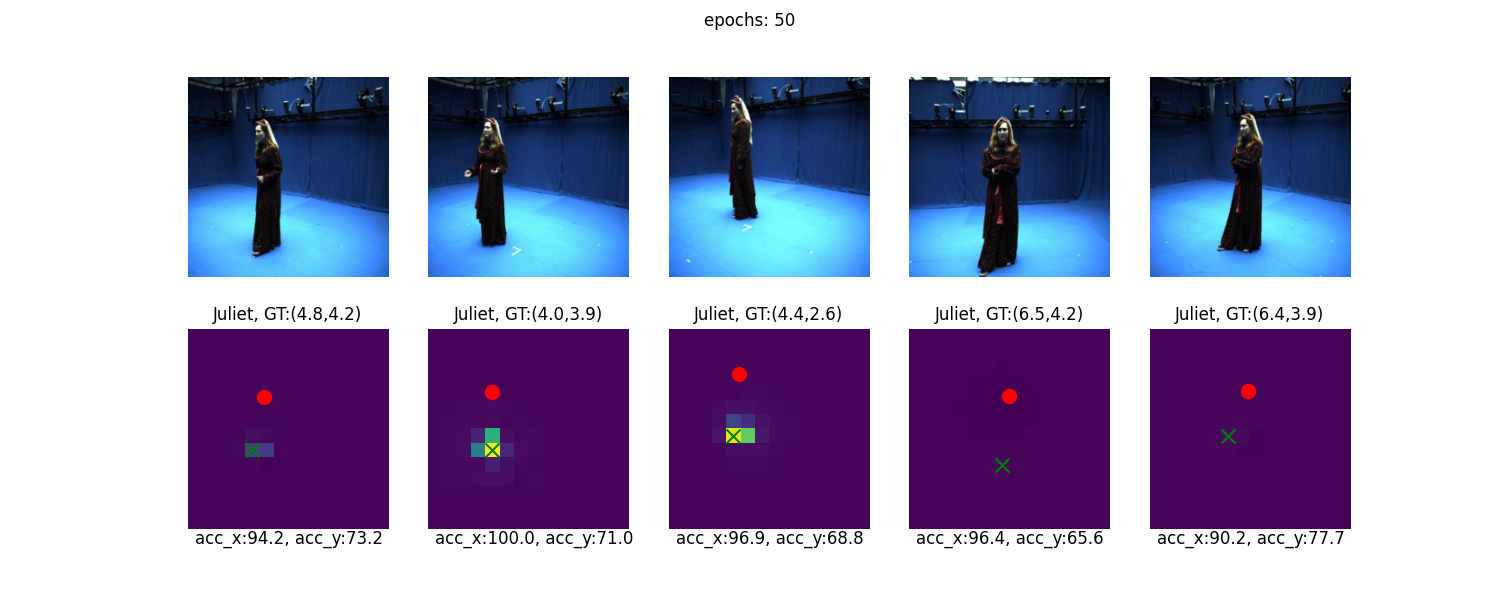 epochs: 50
Juliet, GT:(4.8,4.2)
Juliet, GT:(4.0,3.9)
Juliet, GT:(4.4,2.6)
Juliet, GT:(6.5,4.2)
Juliet, GT:(6.4,3.9)
acc_x:94.2, acc_y:73.2
acc_x:100.0, acc_y:71.0
acc_x:96.9, acc_y:68.8
acc_x:96.4, acc_y:65.6
acc_x:90.2, acc_y:77.7